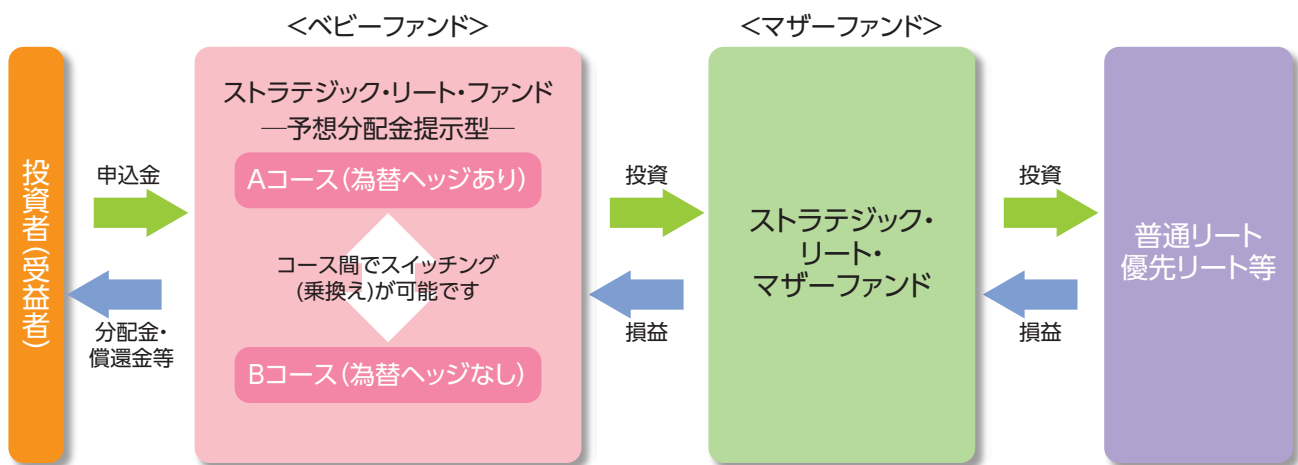 <ベビーファンド>
<マザーファンド>
投資者(受益者)
申込金
分配金・
償還金等
ストラテジック・リート・ファンド
―予想分配金提示型―
Aコース(為替ヘッジあり)
コース間でスイッチング
(乗換え)が可能です
Bコース(為替ヘッジなし)
投資
損益
ストラテジック・
リート・
マザーファンド
投資
損益
普通リート
優先リート等